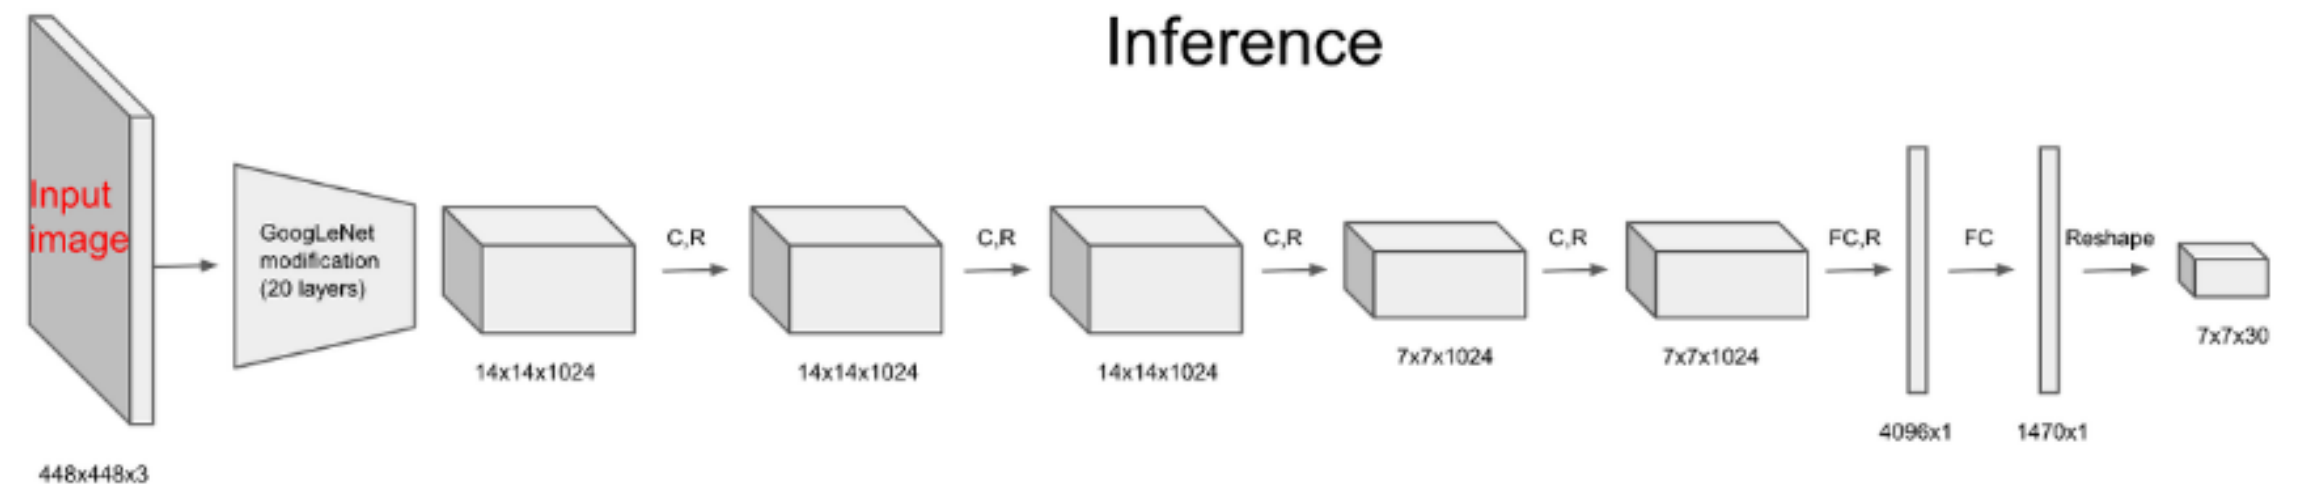 Inference
Input
image
448x448x3
GoogLeNet
modification
(20 layers)
14x14x1024
C,R
14x14x1024
C,R
14x14x1024
C,R
7x7x1024
C,R
7x7x1024
FC,R
4096x1
FC
1470x1
Reshape
7x7x30